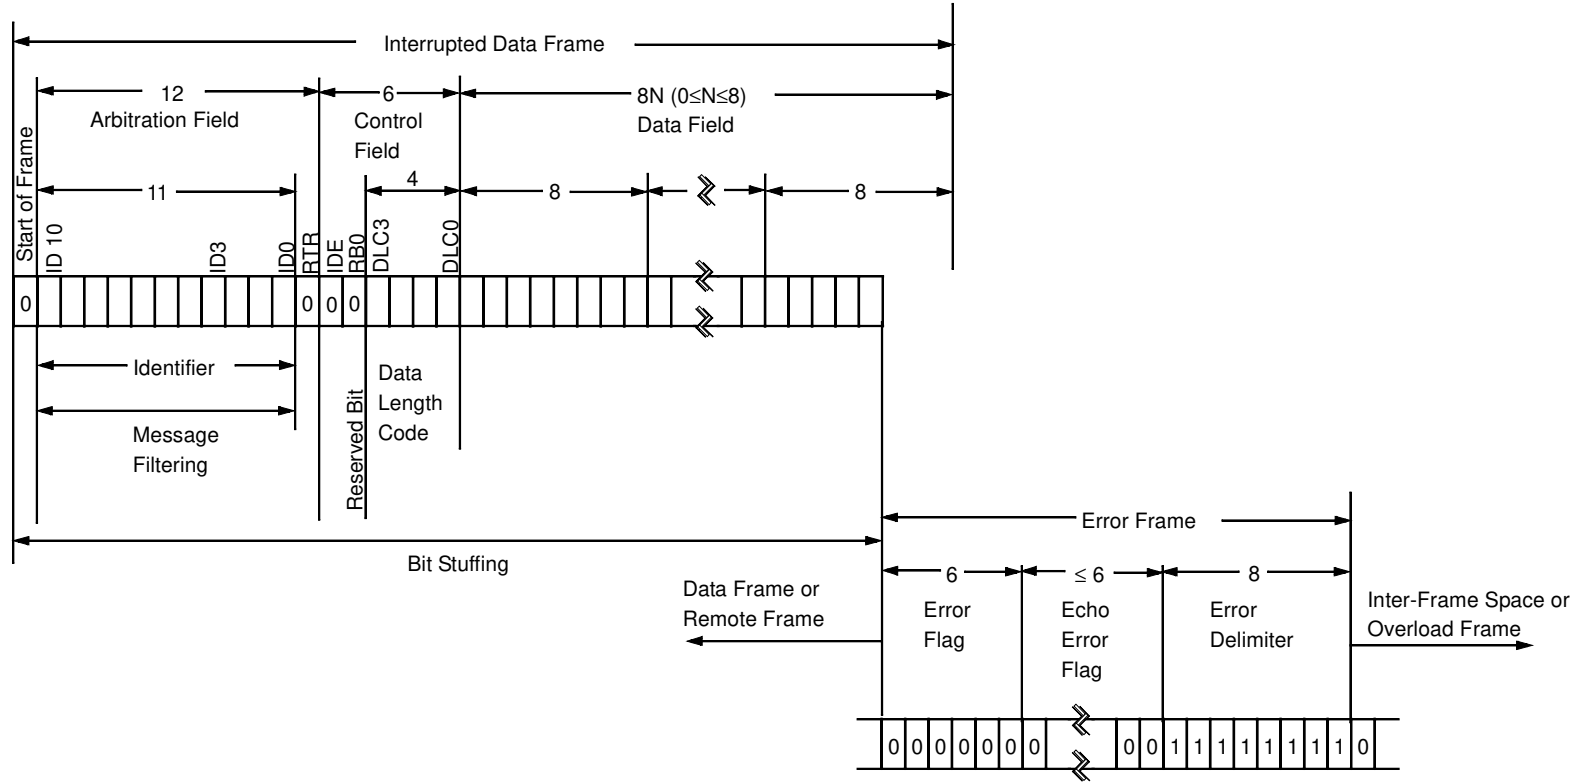 Interrupted Data Frame
12
Arbitration Field
6
Control
Field
8N (0≤N≤8)
Data Field
Start of Frame
11
4
8
8
ID 10
ID3
ID0
RTR
IDE
RB0
DLC3
DLC0
0
0
0
0
Identifier
Message
Filtering
Reserved Bit
Data
Length
Code
Bit Stuffing
Error Frame
Data Frame or
Remote Frame
6
Error
Flag
≤ 6
Echo
Error
Flag
8
Error
Delimiter
Inter-Frame Space or
Overload Frame
0 0 0 0 0 0 0 0 0 1 1 1 1 1 1 1 1 0